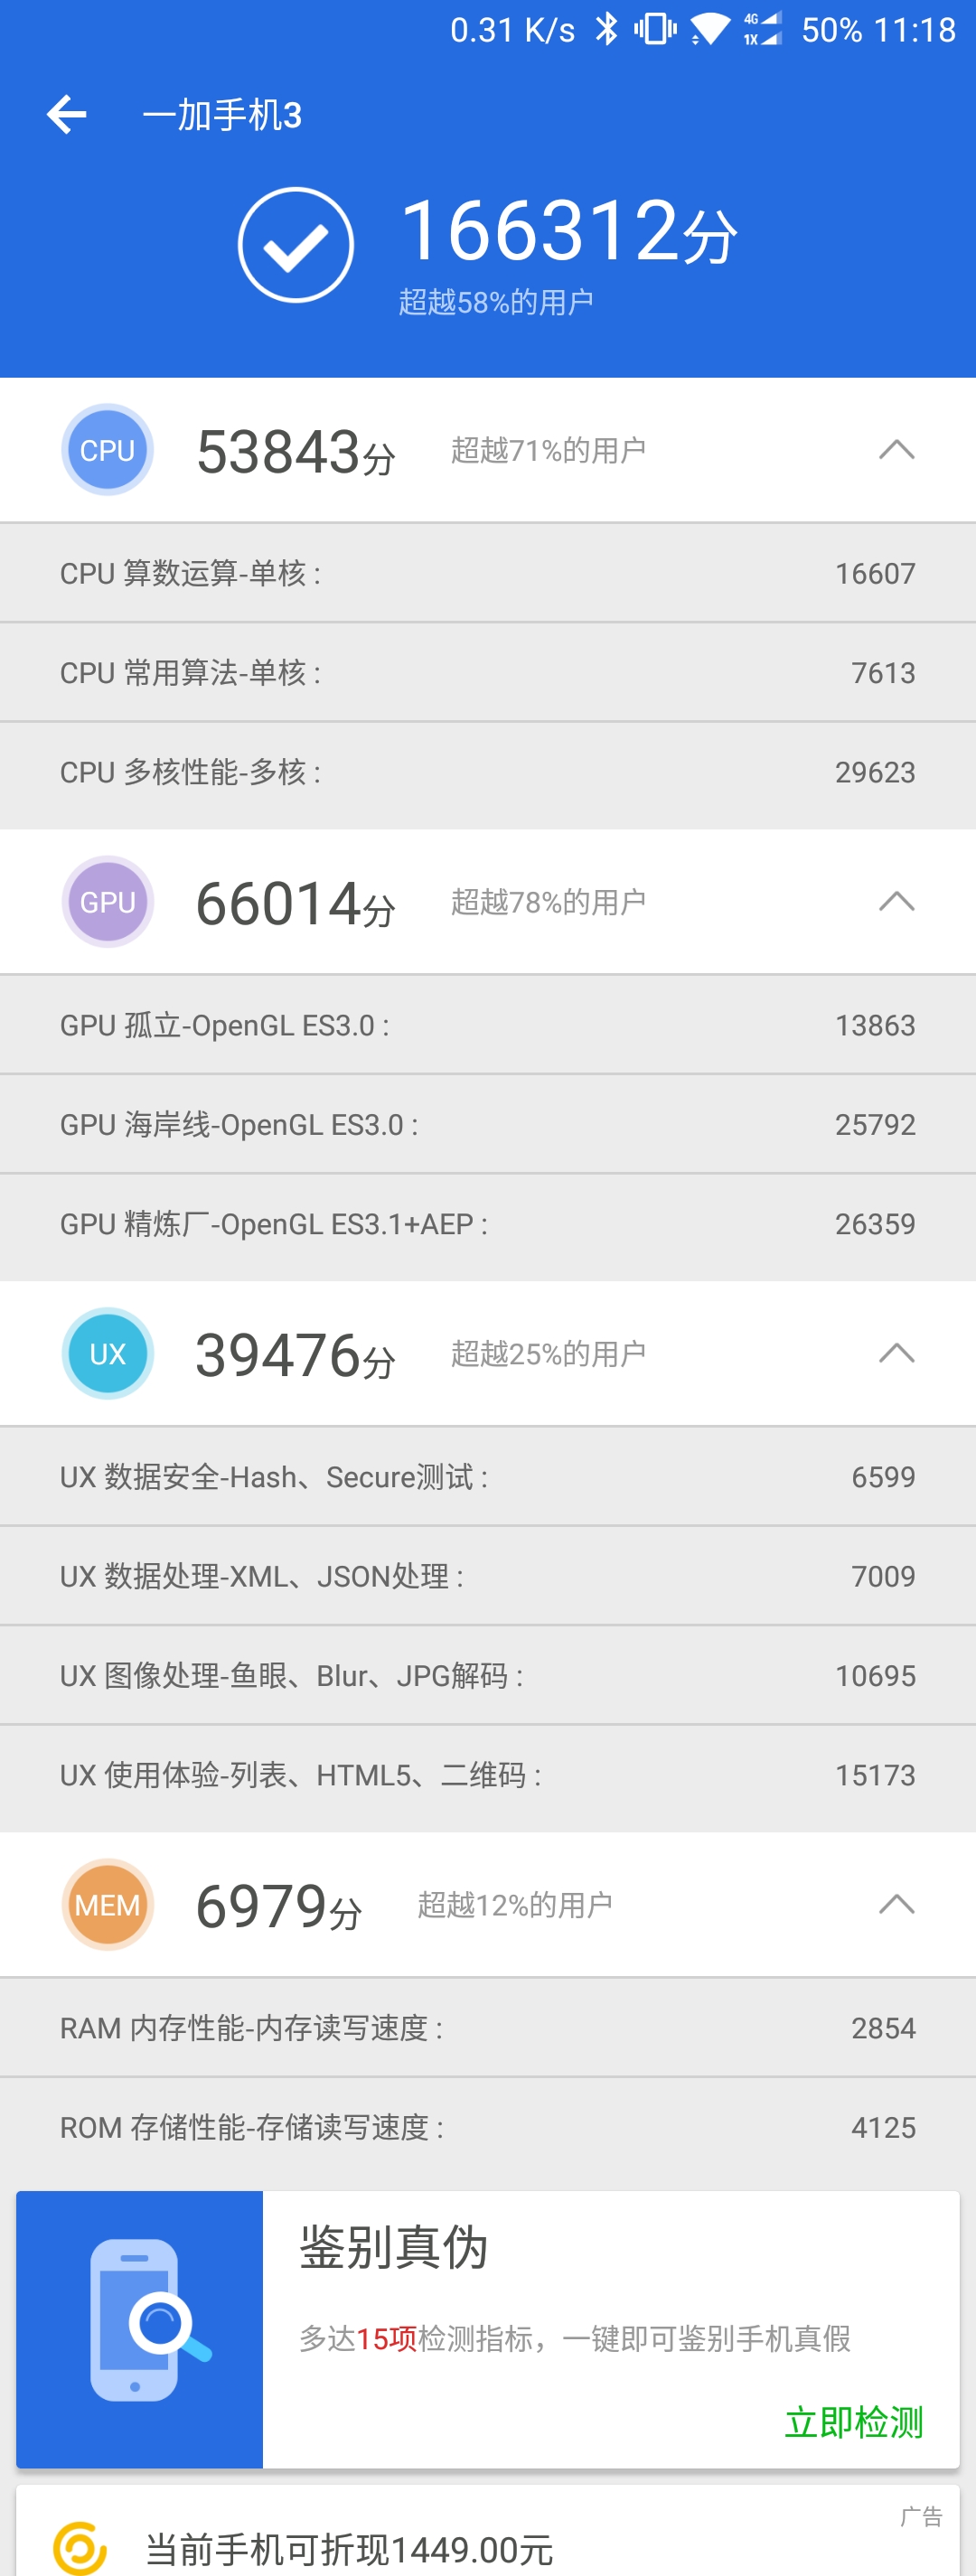 0.31 K/s 4G 1X 50% 11:18
一加手机3
166312分
超越58%的用户
CPU 53843分 超越71%的用户
CPU 算数运算-单核 : 16607
CPU 常用算法-单核 : 7613
CPU 多核性能-多核 : 29623
GPU 66014分 超越78%的用户
GPU 孤立-OpenGL ES3.0 : 13863
GPU 海岸线-OpenGL ES3.0 : 25792
GPU 精炼厂-OpenGL ES3.1+AEP : 26359
UX 39476分 超越25%的用户
UX 数据安全-Hash、Secure测试 : 6599
UX 数据处理-XML、JSON处理 : 7009
UX 图像处理-鱼眼、Blur、JPG解码 : 10695
UX 使用体验-列表、HTML5、二维码 : 15173
MEM 6979分 超越12%的用户
RAM 内存性能-内存读写速度 : 2854
ROM 存储性能-存储读写速度 : 4125
鉴别真伪
多达15项检测指标，一键即可鉴别手机真假
立即检测
广告
当前手机可折现1449.00元